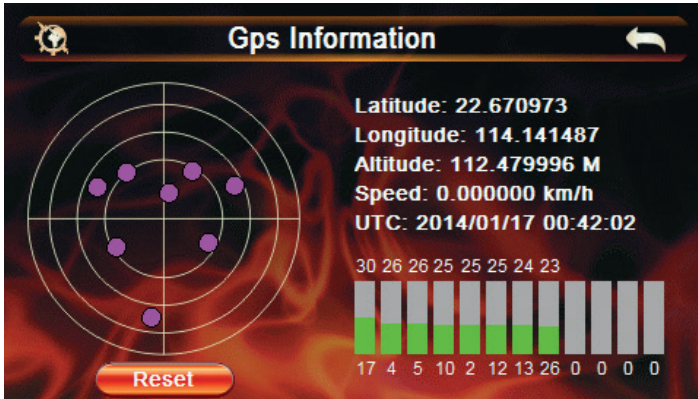 Gps Information
Latitude: 22.670973
Longitude: 114.141487
Altitude: 112.479996 M
Speed: 0.000000 km/h
UTC: 2014/01/17 00:42:02
30 26 26 25 25 25 24 23
17 4 5 10 2 12 13 26 0 0 0 0
Reset